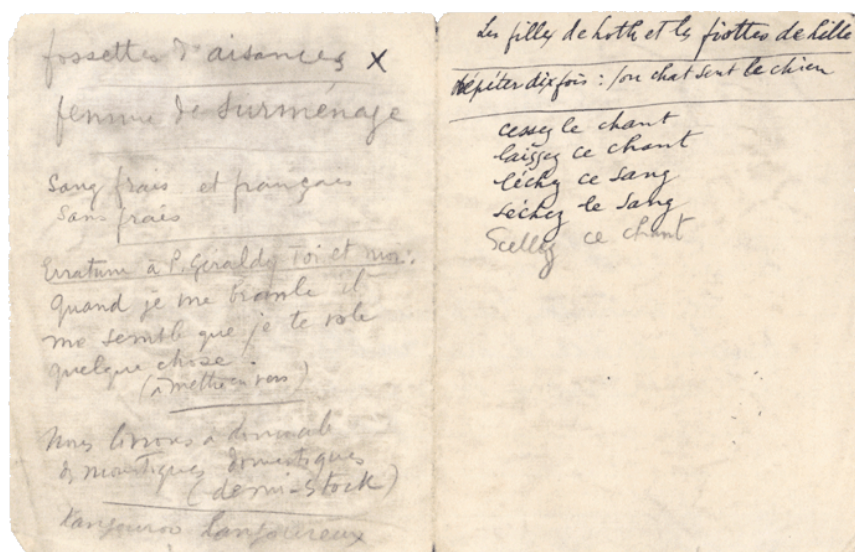 fossettes d'aisances x
femme de surménage
Sang frais et français
Sans frais
Erratum à P. Géraldy Toi et moi :
Quand je me branle il
me semble que je te vole
quelque chose.
(à mettre en vers)
Nous livrons à domicile
des moustiques domestiques
(demi-stock)
kangourou langoureux
Les filles de Loth et les fiottes de Lille
Répéter dix fois : son chat sent le chien
cessez le chant
laissez ce chant
léchez ce sang
séchez le sang
Scellez ce chant